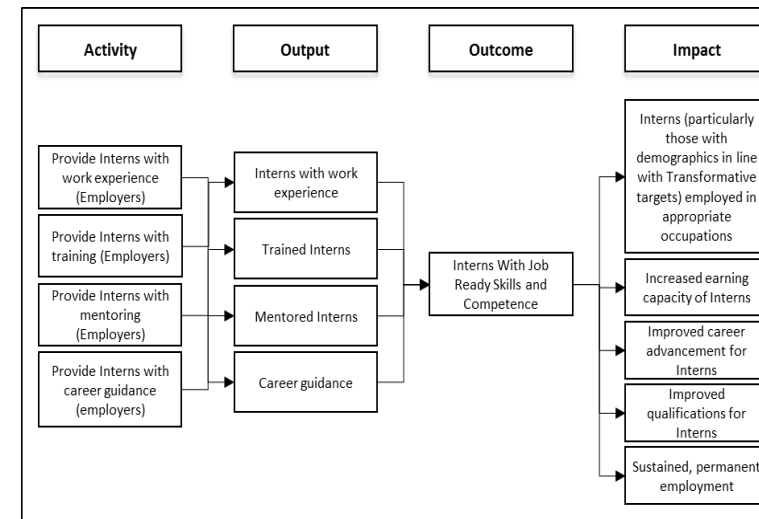 Activity
Output
Outcome
Impact
Provide Interns with
work experience
(Employers)
Provide Interns with
training (Employers)
Provide Interns with
mentoring
(Employers)
Provide Interns with
career guidance
(employers)
Interns with work
experience
Trained Interns
Mentored Interns
Career guidance
Interns With Job
Ready Skills and
Competence
Interns (particularly
those with
demographics in line
with Transformative
targets) employed in
appropriate
occupations
Increased earning
capacity of Interns
Improved career
advancement for
Interns
Improved
qualifications for
Interns
Sustained, permanent
employment